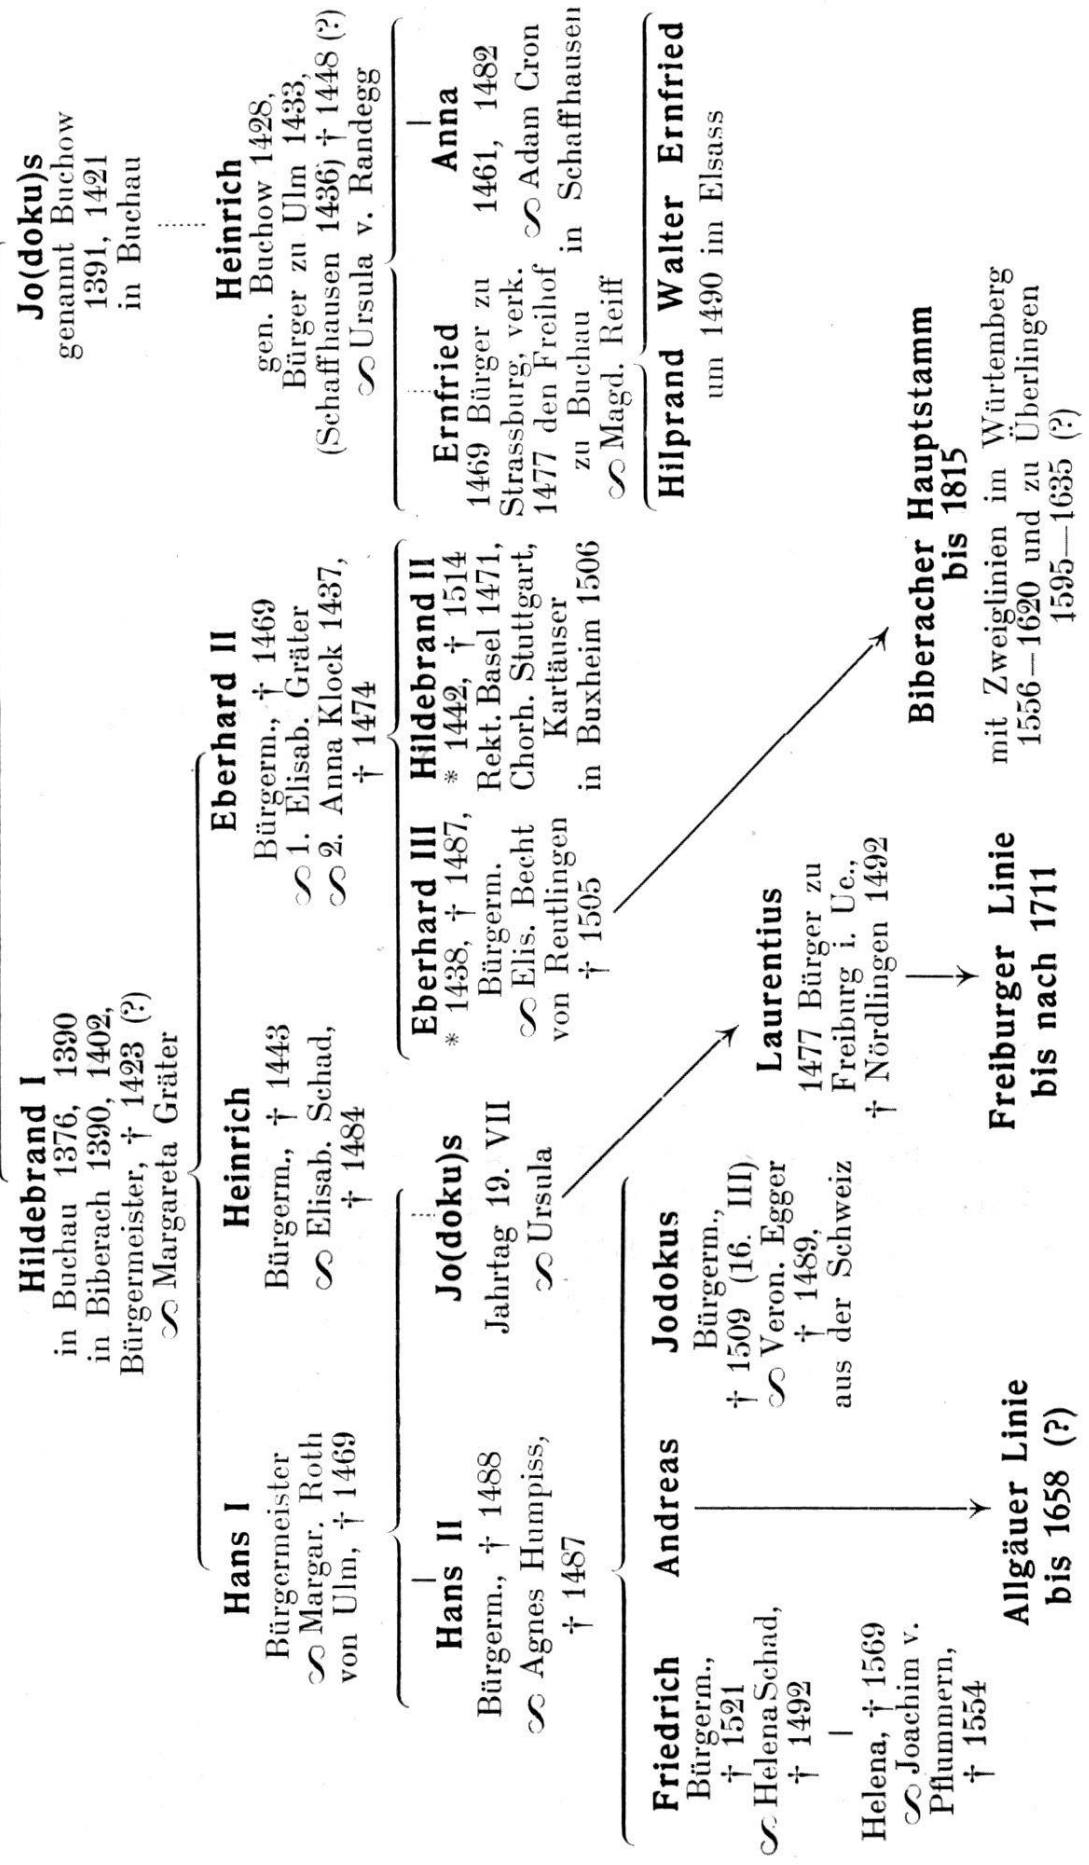 Hildebrand I
in Buchau 1376, 1390
in Biberach 1390, 1402,
Bürgermeister, † 1423 (?)
∽ Margareta Gräter
Jo(doku)s
genannt Buchow
1391, 1421
in Buchau
Hans I
Bürgermeister
∽ Margar. Roth
von Ulm, † 1469
Heinrich
Bürgerm., † 1443
∽ Elisab. Schad,
† 1484
Eberhard II
Bürgerm., † 1469
∽ 1. Elisab. Gräter
∽ 2. Anna Klock 1437,
† 1474
Heinrich
gen. Buchow 1428,
Bürger zu Ulm 1433,
(Schaffhausen 1436) † 1448 (?)
∽ Ursula v. Randegg
Hans II
Bürgerm., † 1488
∽ Agnes Humpiss,
† 1487
Jo(doku)s
Jahrtag 19. VII
∽ Ursula
Eberhard III
* 1438, † 1487,
Bürgerm.
∽ Elis. Becht
von Reutlingen
† 1505
Hildebrand II
* 1442, † 1514
Rekt. Basel 1471,
Chorh. Stuttgart,
Kartäuser
in Buxheim 1506
Ernfried
1469 Bürger zu
Strassburg, verk.
1477 den Freihof
zu Buchau
∽ Magd. Reiff
Anna
1461, 1482
∽ Adam Cron
in Schaffhausen
Friedrich
Bürgerm.,
† 1521
∽ Helena Schad,
† 1492
Helena, † 1569
∽ Joachim v.
Pflummern,
† 1554
Andreas
Jodokus
Bürgerm.,
† 1509 (16. III)
∽ Veron. Egger
† 1489,
aus der Schweiz
Laurentius
1477 Bürger zu
Freiburg i. Ue.,
† Nördlingen 1492
Hilprand Walter Ernfried
um 1490 im Elsass
Allgäuer Linie
bis 1658 (?)
Freiburger Linie
bis nach 1711
Biberacher Hauptstamm
bis 1815
mit Zweiglinien im Würtemberg
1556—1620 und zu Überlingen
1595—1635 (?)